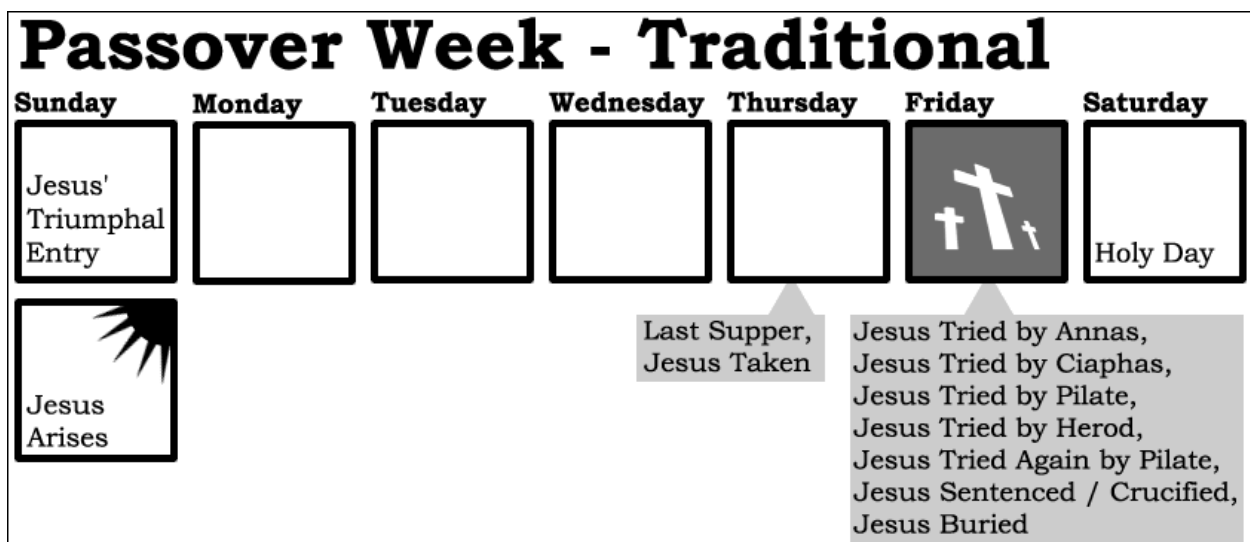 Passover Week - Traditional
Sunday Monday Tuesday Wednesday Thursday Friday Saturday
Jesus'
Triumphal
Entry
Holy Day
Jesus
Arises
Last Supper,
Jesus Taken
Jesus Tried by Annas,
Jesus Tried by Ciaphas,
Jesus Tried by Pilate,
Jesus Tried by Herod,
Jesus Tried Again by Pilate,
Jesus Sentenced / Crucified,
Jesus Buried